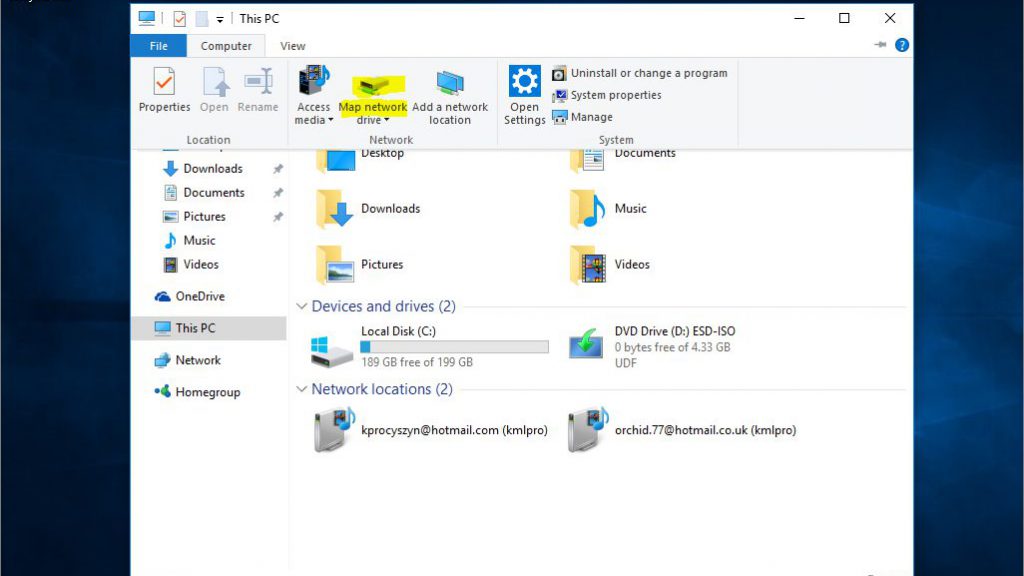 This PC
File
Computer
View
Properties
Open
Rename
Location
Access
media
Map network
drive
Add a network
location
Network
Open
Settings
Uninstall or change a program
System properties
Manage
System
Downloads
Documents
Pictures
Music
Videos
OneDrive
This PC
Network
Homegroup
Desktop
Documents
Downloads
Music
Pictures
Videos
Devices and drives (2)
Local Disk (C:)
189 GB free of 199 GB
DVD Drive (D:) ESD-ISO
0 bytes free of 4.33 GB
UDF
Network locations (2)
kprocyszyn@hotmail.com (kmlpro)
orchid.77@hotmail.co.uk (kmlpro)